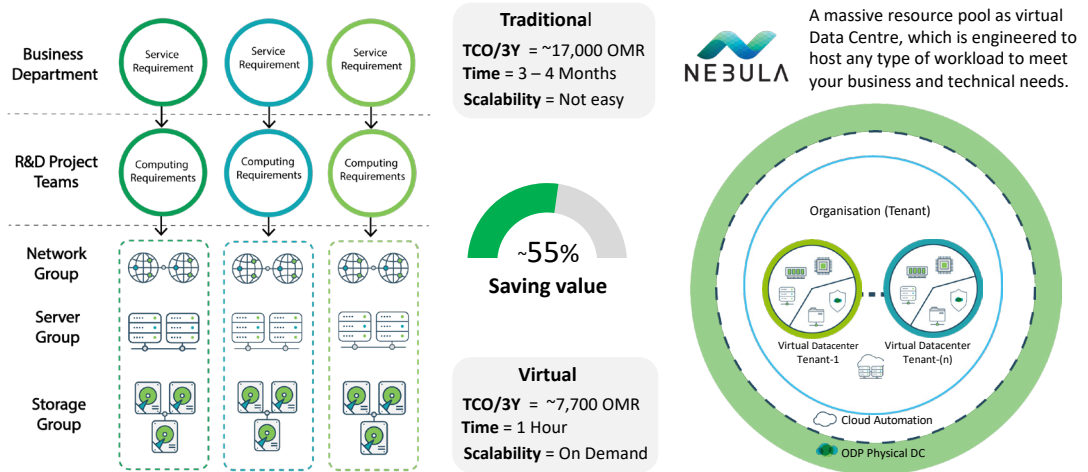 Business
Department
Service
Requirement
Service
Requirement
Service
Requirement
R&D Project
Teams
Computing
Requirements
Computing
Requirements
Computing
Requirements
Network
Group
Server
Group
Storage
Group
Traditional
TCO/3Y = ~17,000 OMR
Time = 3 – 4 Months
Scalability = Not easy
~55%
Saving value
Virtual
TCO/3Y = ~7,700 OMR
Time = 1 Hour
Scalability = On Demand
NEBULA
A massive resource pool as virtual
Data Centre, which is engineered to
host any type of workload to meet
your business and technical needs.
Organisation (Tenant)
Virtual Datacenter
Tenant-1
Virtual Datacenter
Tenant-(n)
Cloud Automation
ODP Physical DC